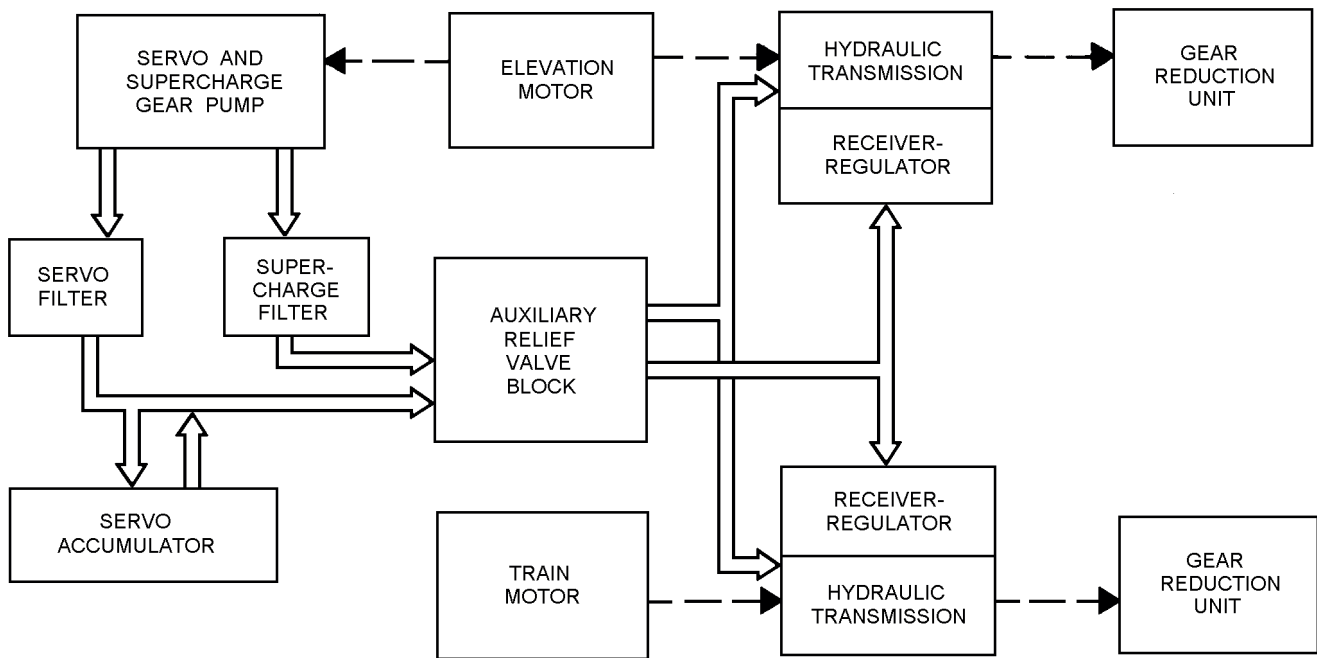 SERVO AND
SUPERCHARGE
GEAR PUMP
ELEVATION
MOTOR
HYDRAULIC
TRANSMISSION
RECEIVER-
REGULATOR
GEAR
REDUCTION
UNIT
SERVO
FILTER
SUPER-
CHARGE
FILTER
AUXILIARY
RELIEF
VALVE
BLOCK
SERVO
ACCUMULATOR
TRAIN
MOTOR
RECEIVER-
REGULATOR
HYDRAULIC
TRANSMISSION
GEAR
REDUCTION
UNIT